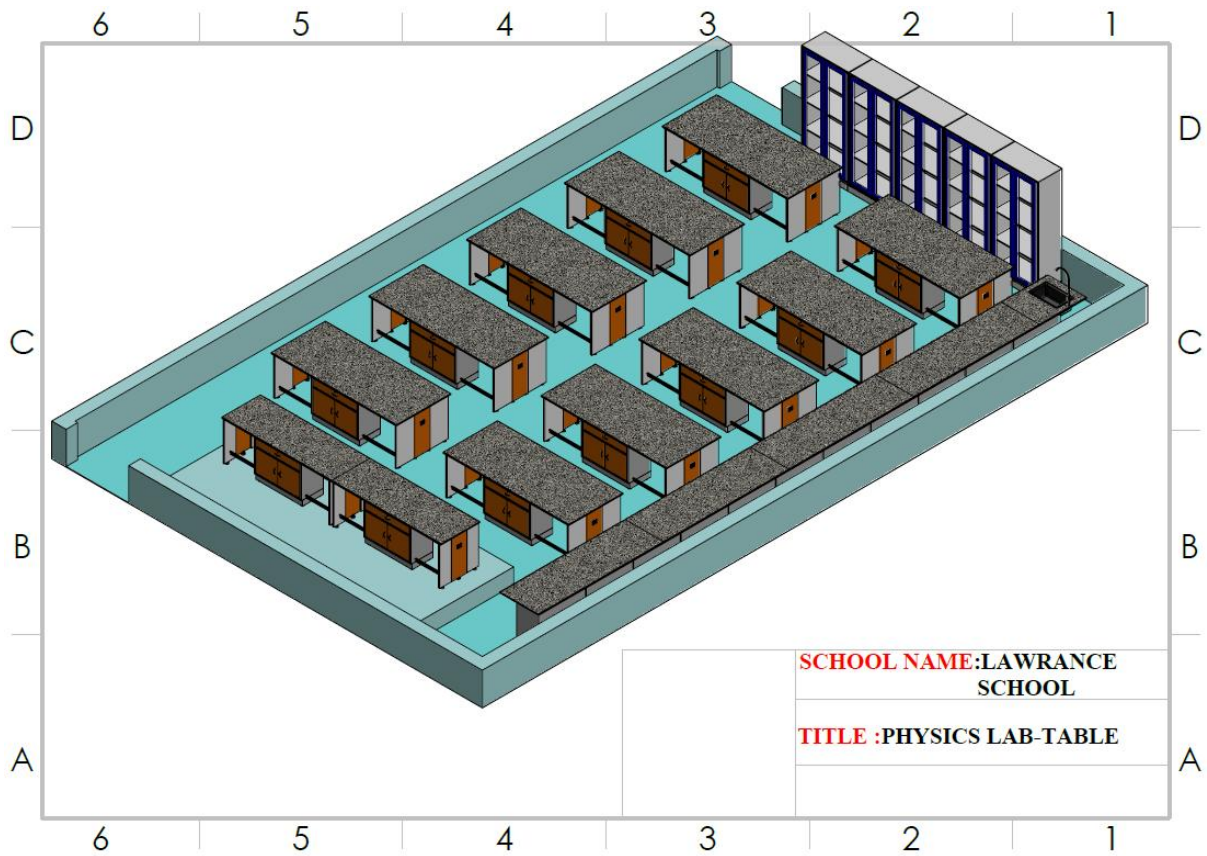 6 5 4 3 2 1
D D
C C
B B
SCHOOL NAME:LAWRANCE
SCHOOL
TITLE :PHYSICS LAB-TABLE
A A
6 5 4 3 2 1